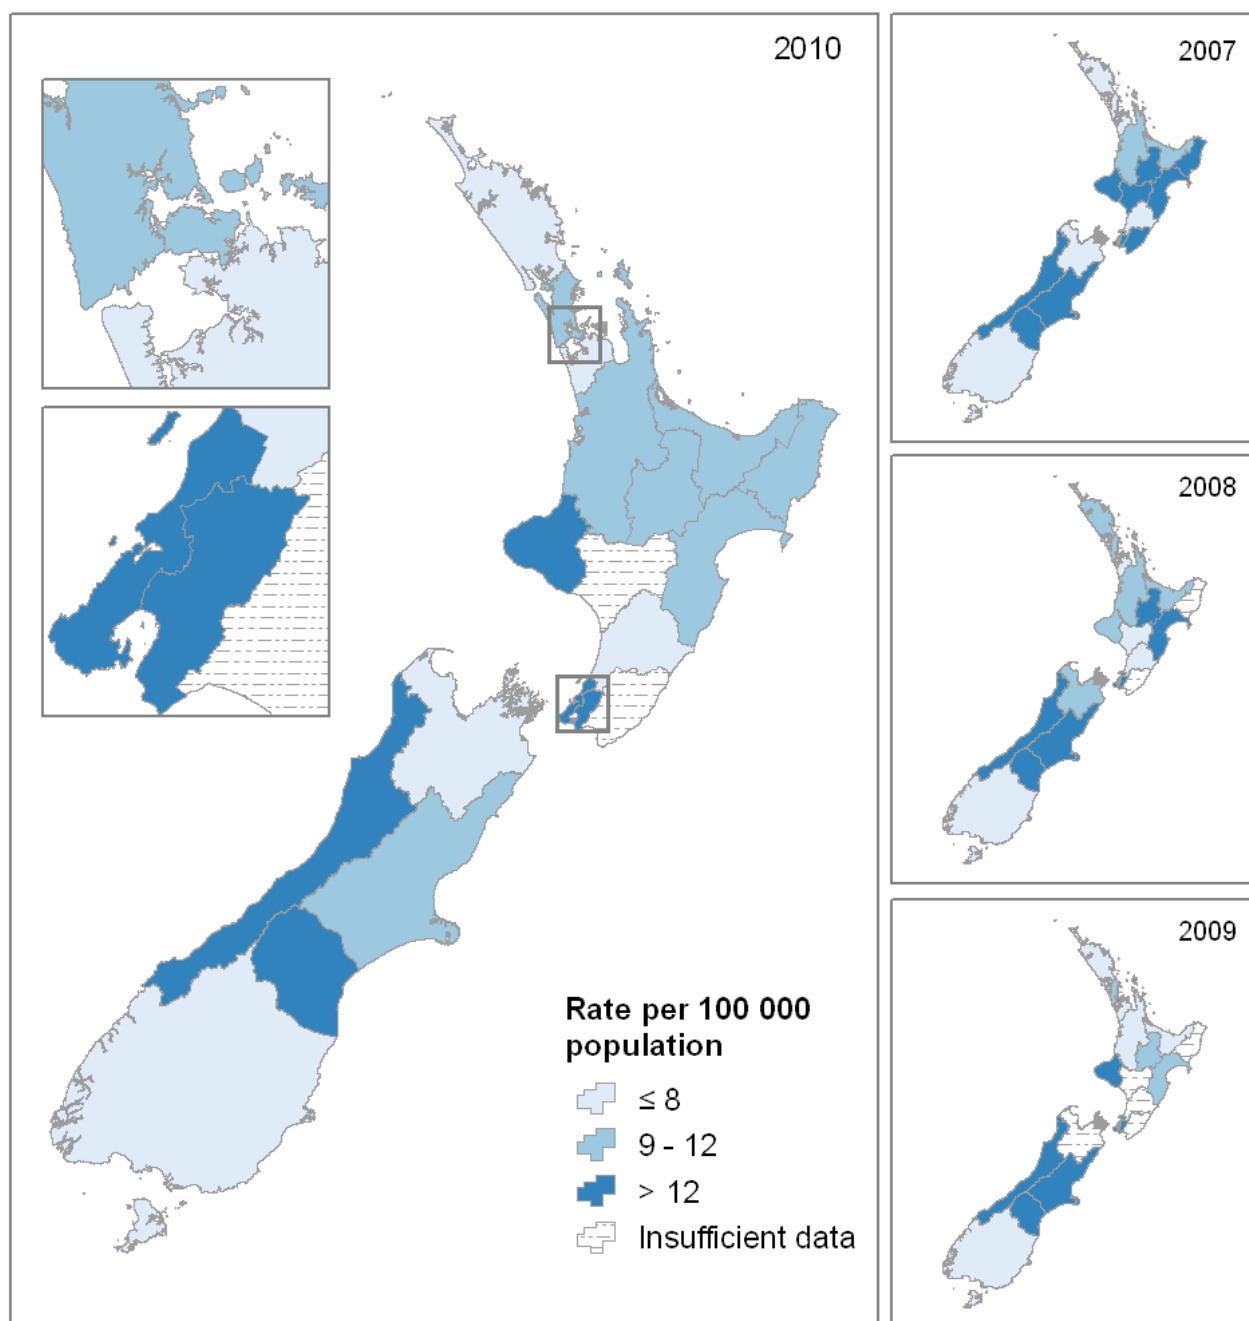 2010
2007
2008
2009
Rate per 100 000
population
≤ 8
9 - 12
> 12
Insufficient data